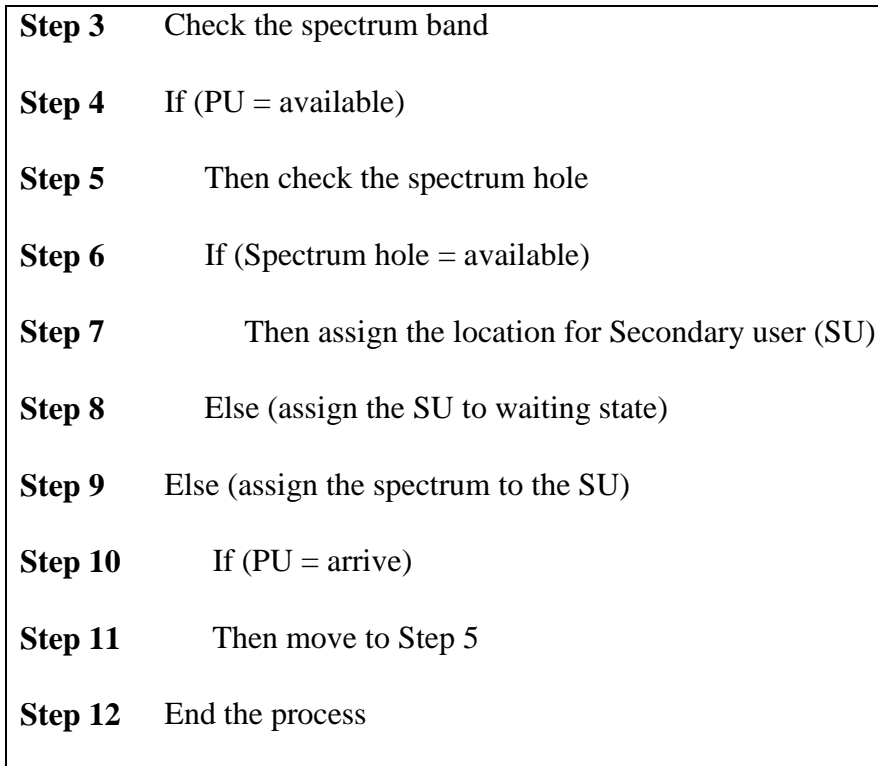 Step 3 Check the spectrum band
Step 4 If (PU = available)
Step 5 Then check the spectrum hole
Step 6 If (Spectrum hole = available)
Step 7 Then assign the location for Secondary user (SU)
Step 8 Else (assign the SU to waiting state)
Step 9 Else (assign the spectrum to the SU)
Step 10 If (PU = arrive)
Step 11 Then move to Step 5
Step 12 End the process